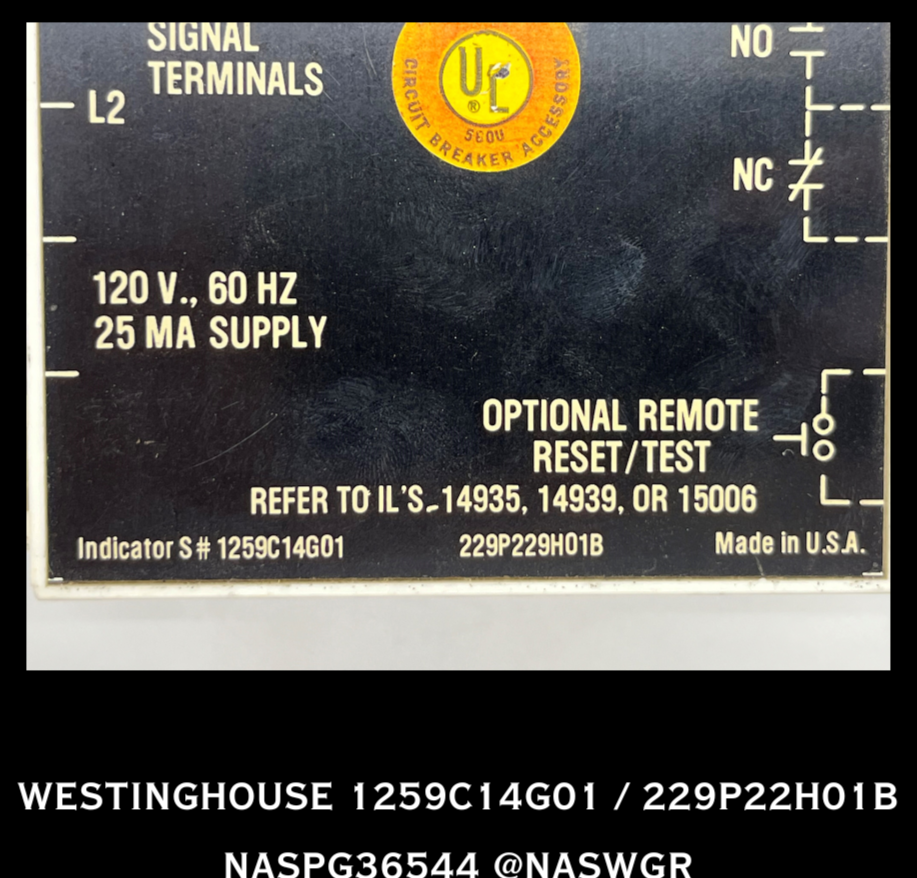 SIGNAL
TERMINALS
L2
UL
®
5E0U
CIRCUIT BREAKER ACCESSORY
NO
NC
120 V., 60 HZ
25 MA SUPPLY
OPTIONAL REMOTE
RESET/TEST
REFER TO IL'S. 14935, 14939, OR 15006
Indicator S# 1259C14G01 229P229H01B Made in U.S.A.
WESTINGHOUSE 1259C14G01 / 229P22H01B
NASPG36544 @NASWGR